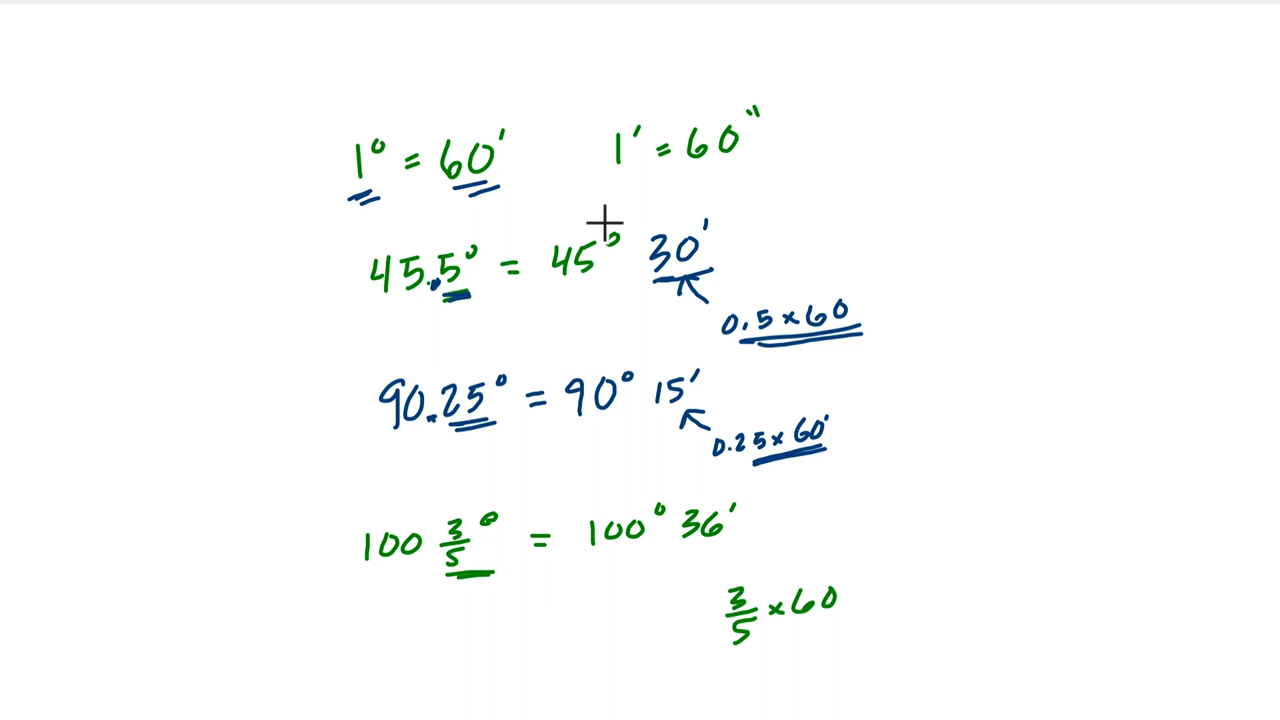 1° = 60′ 1′ = 60″
45.5° = 45° 30′
0.5 × 60
90.25° = 90° 15′
0.25 × 60′
100 3/5° = 100° 36′
3/5 × 60